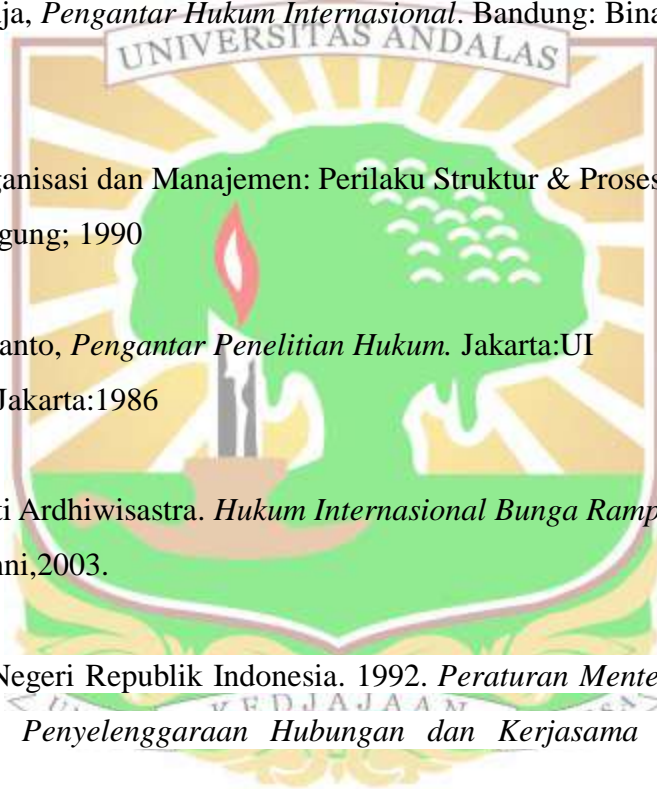 ja, Pengantar Hukum Internasional. Bandung: Bina
UNIVERSITAS ANDALAS
ganisasi dan Manajemen: Perilaku Struktur & Proses
gung; 1990
anto, Pengantar Penelitian Hukum. Jakarta:UI
Jakarta:1986
ti Ardhiwisastra. Hukum Internasional Bunga Ramp
nni,2003.
Negeri Republik Indonesia. 1992. Peraturan Mente
KEDJAJAAN
Penyelenggaraan Hubungan dan Kerjasama